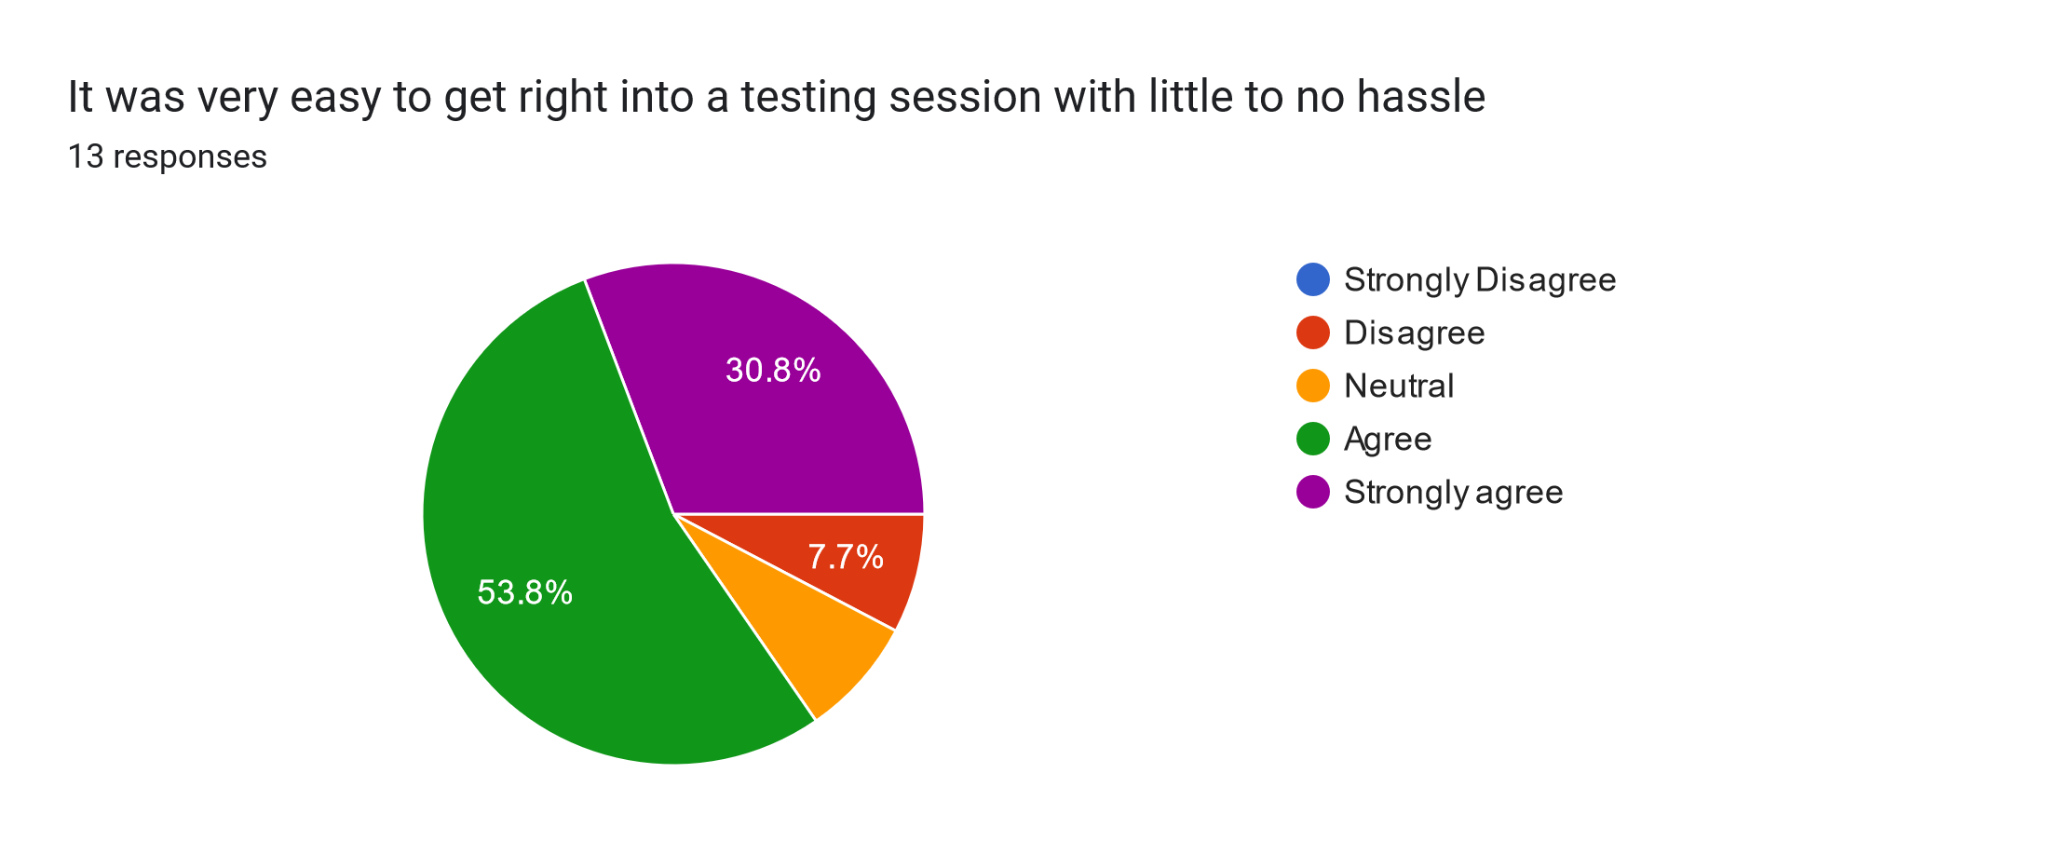 It was very easy to get right into a testing session with little to no hassle
13 responses
30.8%
7.7%
53.8%
Strongly Disagree
Disagree
Neutral
Agree
Strongly agree